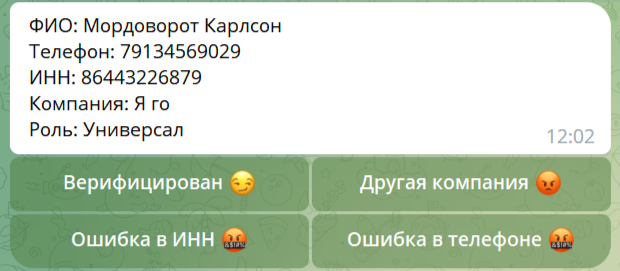 ФИО: Мордоворот Карлсон
Телефон: 79134569029
ИНН: 86443226879
Компания: Я го
Роль: Универсал
12:02
Верифицирован 😏
Другая компания 😡
Ошибка в ИНН 🤬
Ошибка в телефоне 🤬